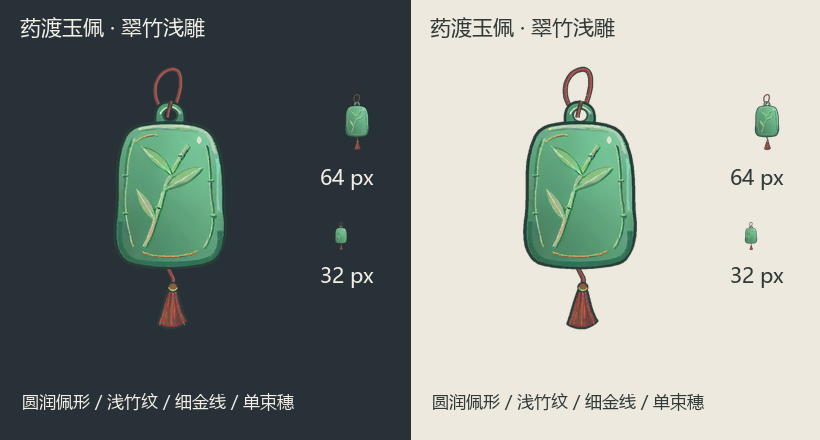 药渡玉佩 · 翠竹浅雕
64 px
32 px
圆润佩形 / 浅竹纹 / 细金线 / 单束穗
药渡玉佩 · 翠竹浅雕
64 px
32 px
圆润佩形 / 浅竹纹 / 细金线 / 单束穗